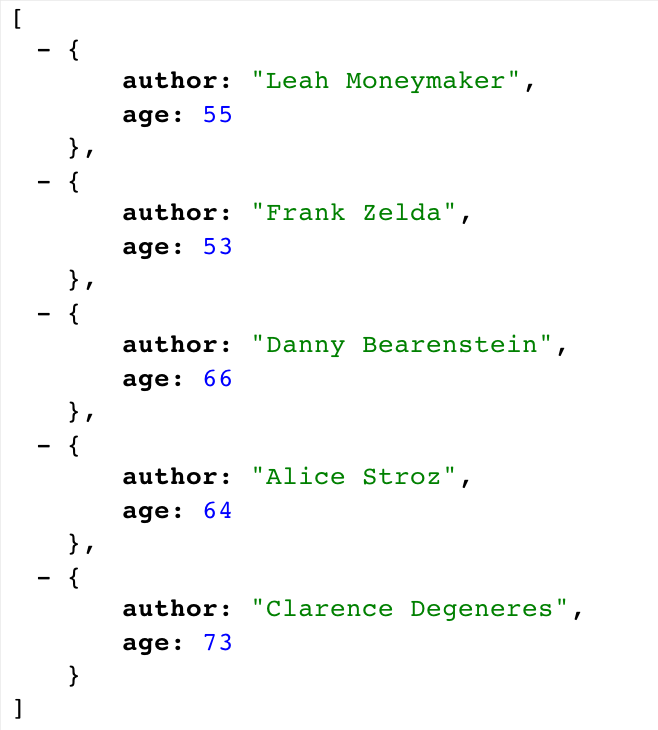 [
- {
author: "Leah Moneymaker",
age: 55
},
- {
author: "Frank Zelda",
age: 53
},
- {
author: "Danny Bearenstein",
age: 66
},
- {
author: "Alice Stroz",
age: 64
},
- {
author: "Clarence Degeneres",
age: 73
}
]